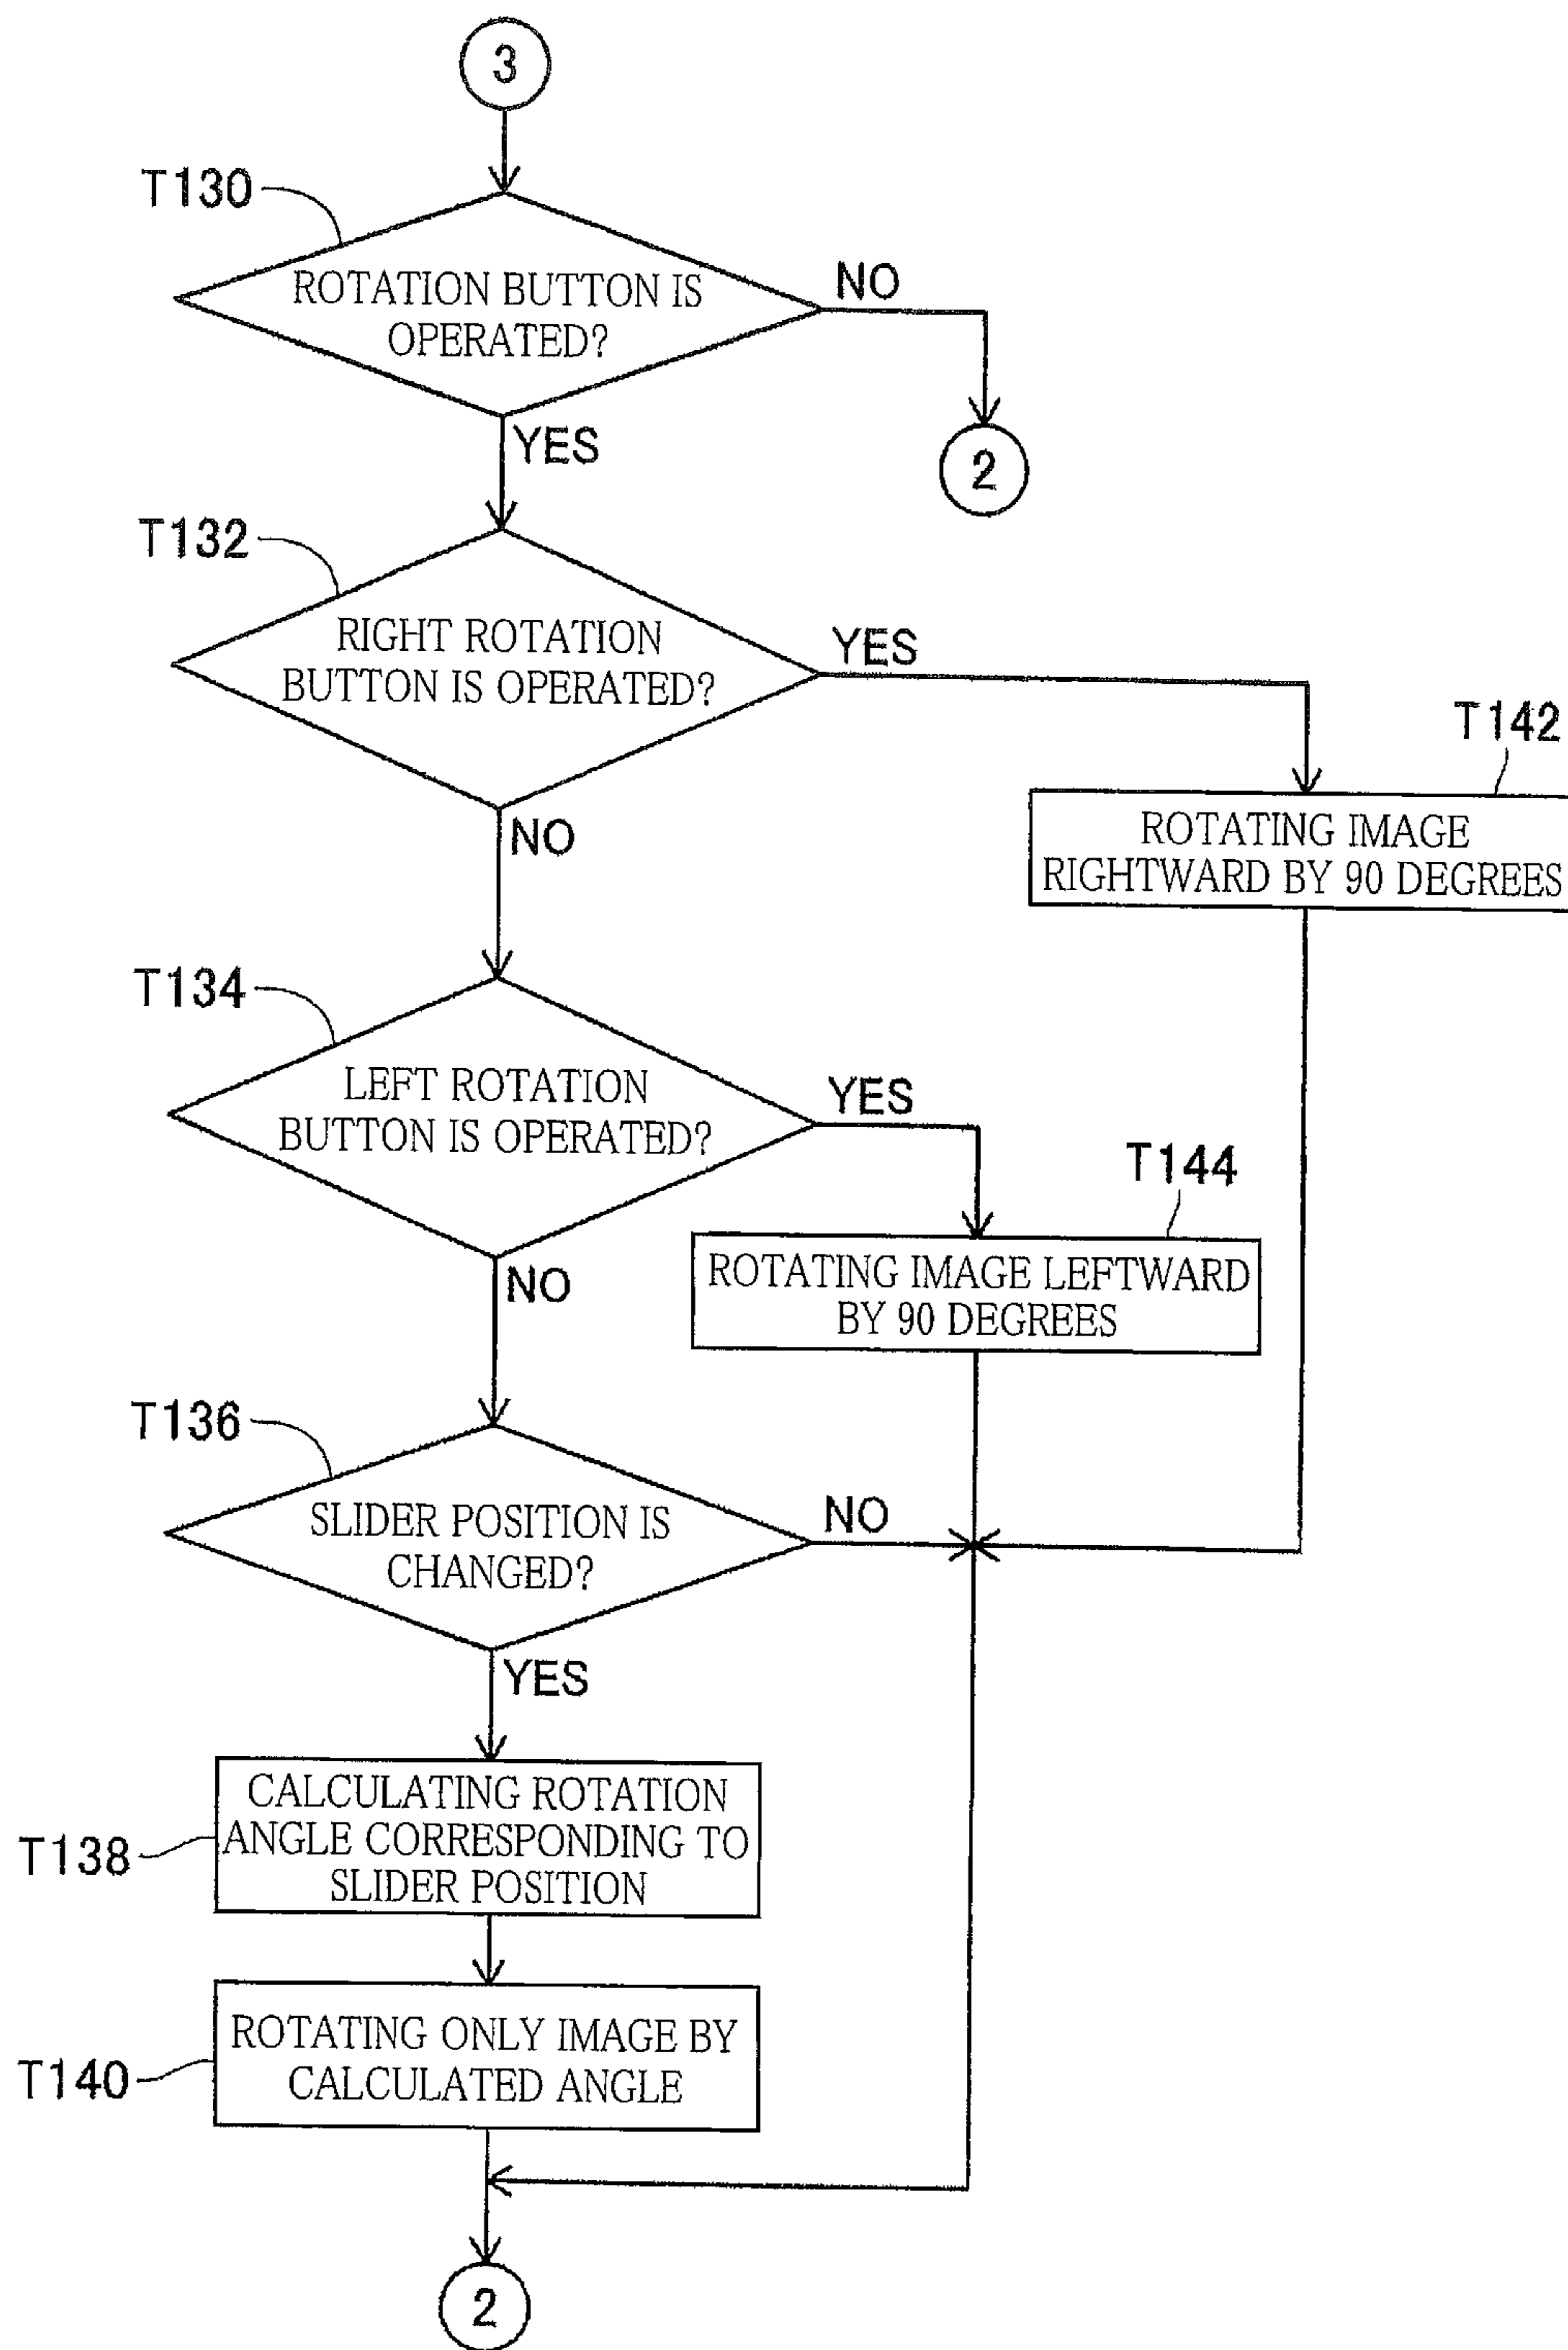 3
T130
ROTATION BUTTON IS
OPERATED?
NO
2
YES
T132
RIGHT ROTATION
BUTTON IS OPERATED?
YES
T142
ROTATING IMAGE
RIGHTWARD BY 90 DEGREES
NO
T134
LEFT ROTATION
BUTTON IS OPERATED?
YES
T144
ROTATING IMAGE LEFTWARD
BY 90 DEGREES
NO
T136
SLIDER POSITION IS
CHANGED?
NO
YES
T138
CALCULATING ROTATION
ANGLE CORRESPONDING TO
SLIDER POSITION
T140
ROTATING ONLY IMAGE BY
CALCULATED ANGLE
2